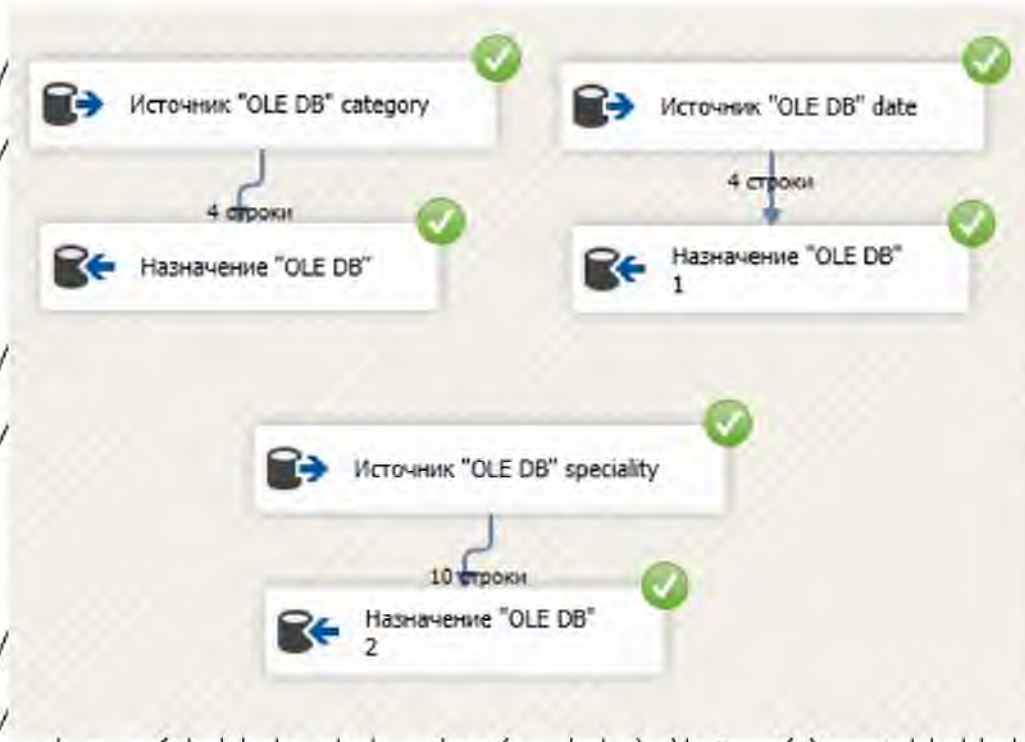 Источник "OLE DB" category
4 строки
Назначение "OLE DB"
Источник "OLE DB" date
4 строки
Назначение "OLE DB"
1
Источник "OLE DB" speciality
10 строки
Назначение "OLE DB"
2